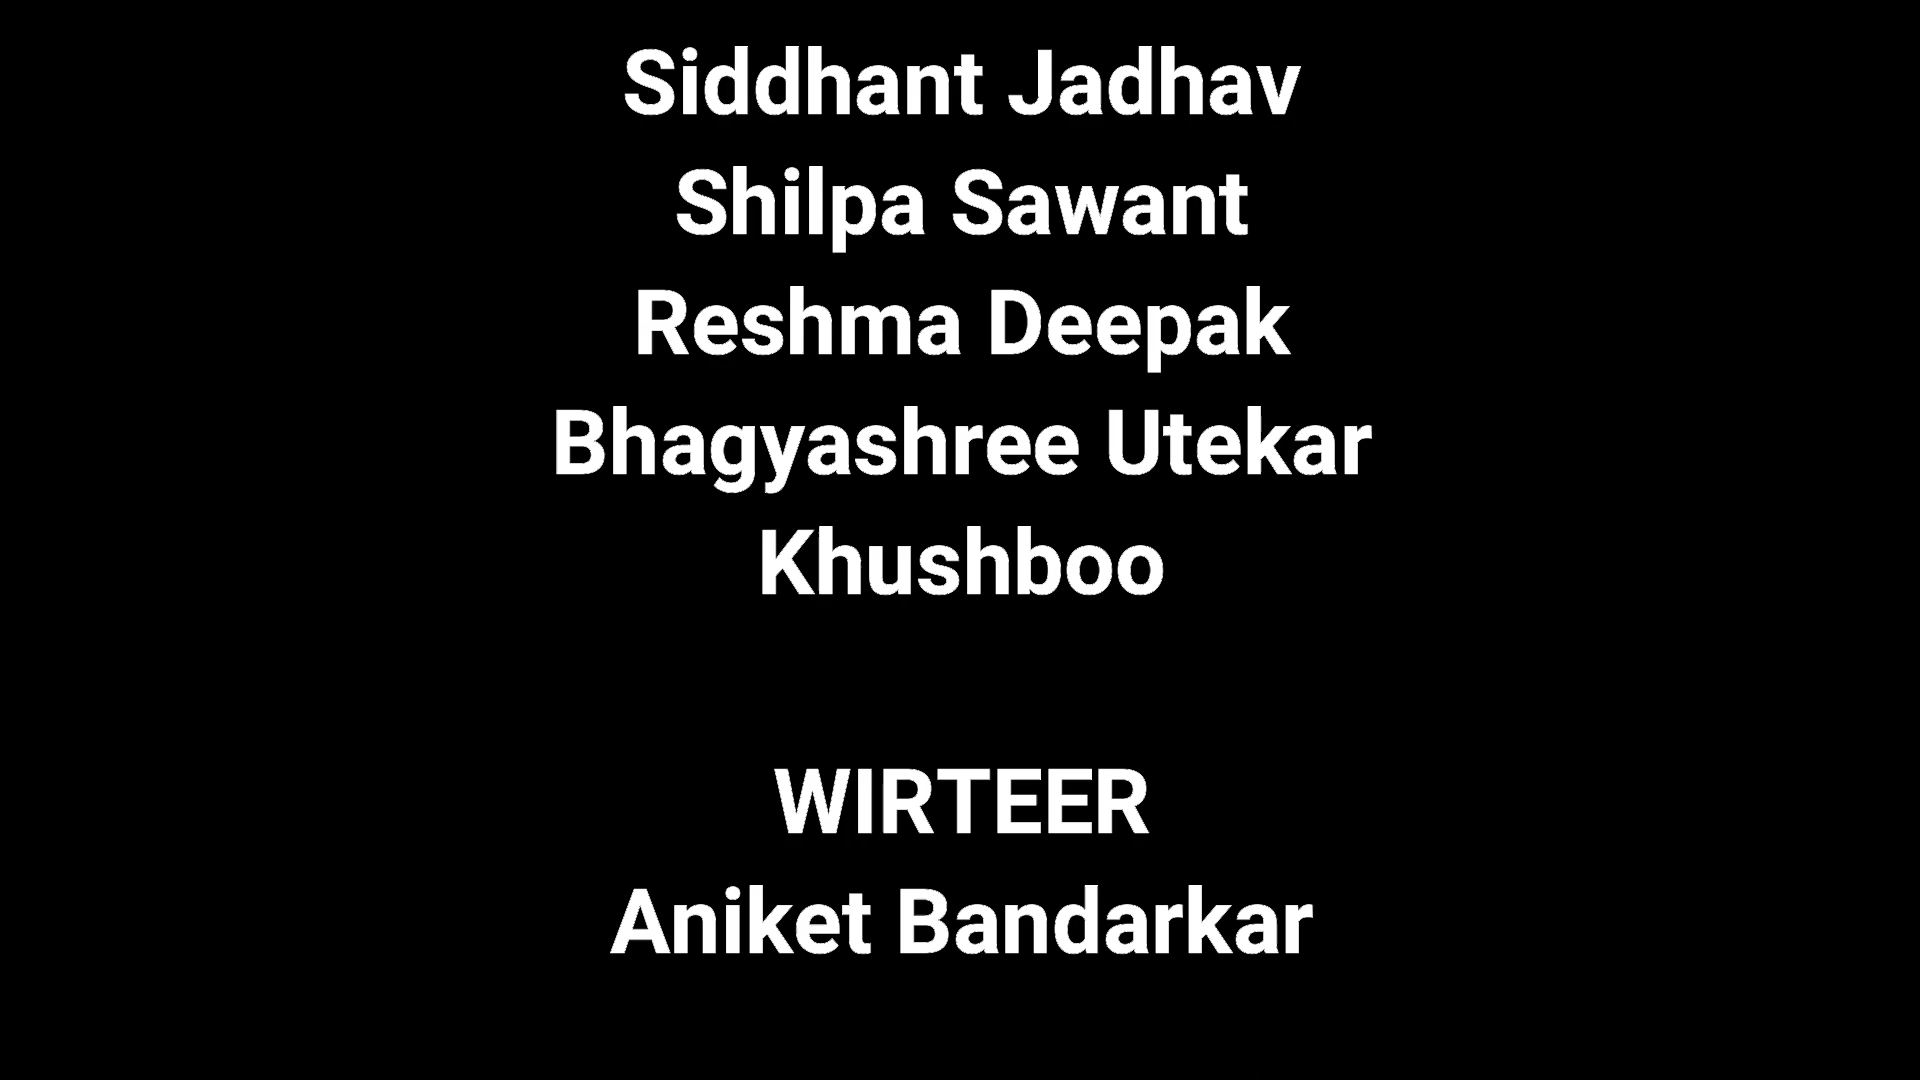 Siddhant Jadhav
Shilpa Sawant
Reshma Deepak
Bhagyashree Utekar
Khushboo
WIRTEER
Aniket Bandarkar